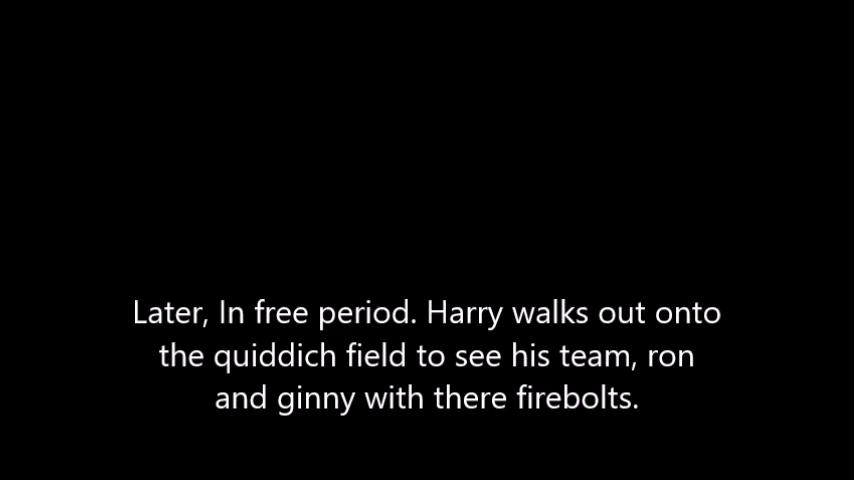 Later, In free period. Harry walks out onto
the quiddich field to see his team, ron
and ginny with there firebolts.